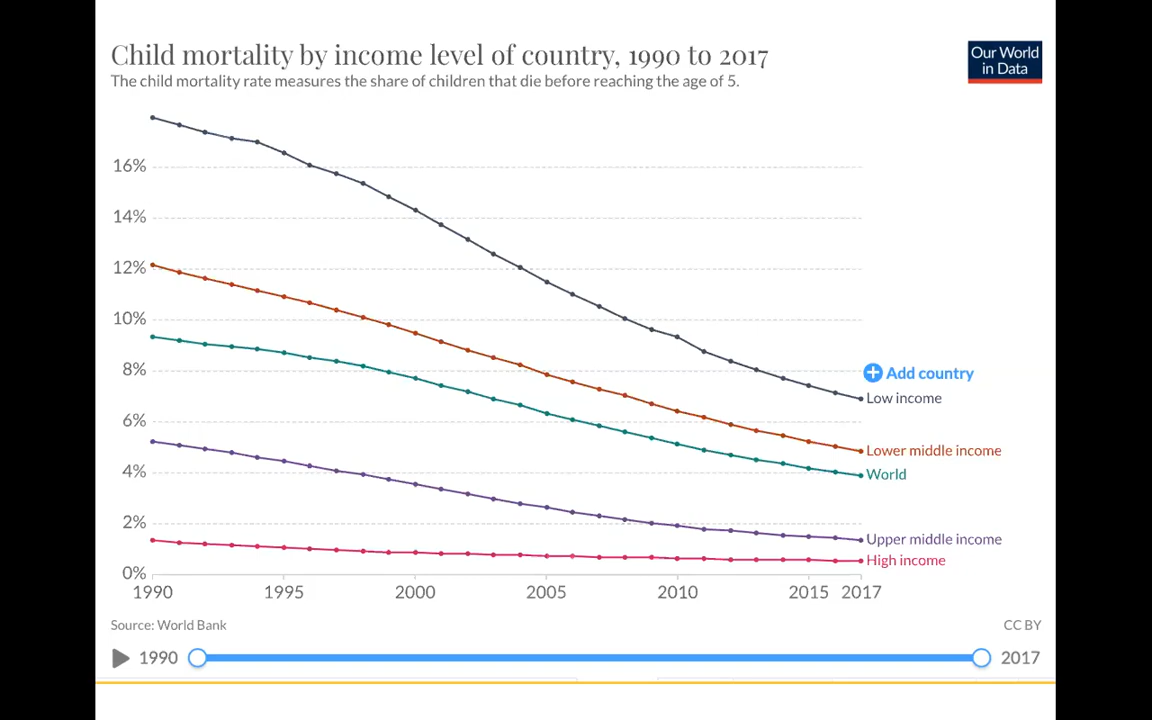 Child mortality by income level of country, 1990 to 2017
Our World
in Data
The child mortality rate measures the share of children that die before reaching the age of 5.
16%
14%
12%
10%
8%
6%
4%
2%
0%
Add country
Low income
Lower middle income
World
Upper middle income
High income
1990 1995 2000 2005 2010 2015 2017
Source: World Bank
CC BY
1990
2017